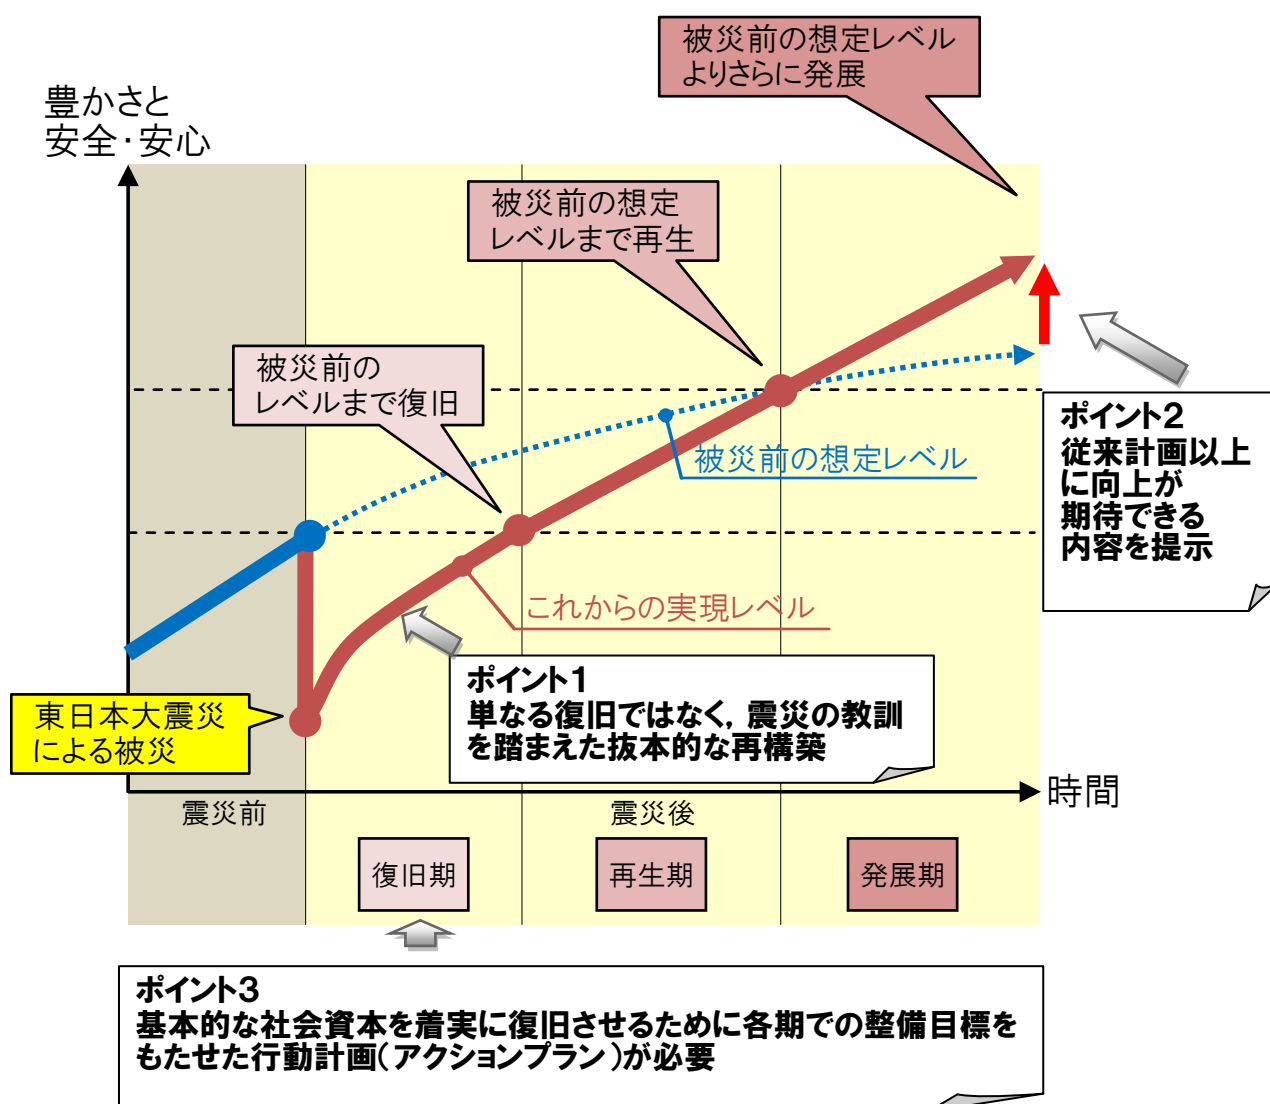 被災前の想定レベル
よりさらに発展
豊かさと
安全・安心
被災前の想定
レベルまで再生
被災前の
レベルまで復旧
被災前の想定レベル
ポイント2
従来計画以上
に向上が
期待できる
内容を提示
これからの実現レベル
ポイント1
単なる復旧ではなく，震災の教訓
を踏まえた抜本的な再構築
東日本大震災
による被災
時間
震災前
震災後
復旧期
再生期
発展期
ポイント3
基本的な社会資本を着実に復旧させるために各期での整備目標を
もたせた行動計画（アクションプラン）が必要